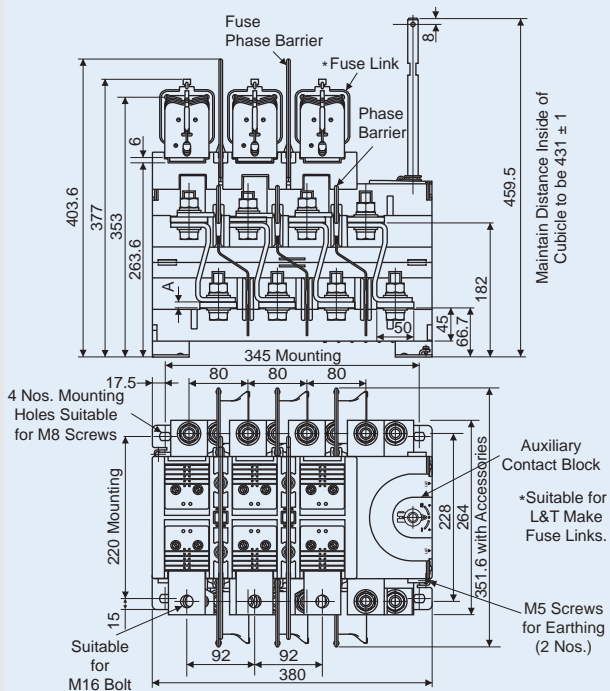 Fuse
Phase Barrier
*Fuse Link
Phase
Barrier
8
6
403.6
377
353
263.6
A
459.5
Maintain Distance Inside of
Cubicle to be 431 ± 1
182
50
45
66.7
345 Mounting
17.5
80
80
80
4 Nos. Mounting
Holes Suitable
for M8 Screws
220 Mounting
15
228
264
351.6 with Accessories
Auxiliary
Contact Block
*Suitable for
L&T Make
Fuse Links.
M5 Screws
for Earthing
(2 Nos.)
Suitable
for
M16 Bolt
92
92
380